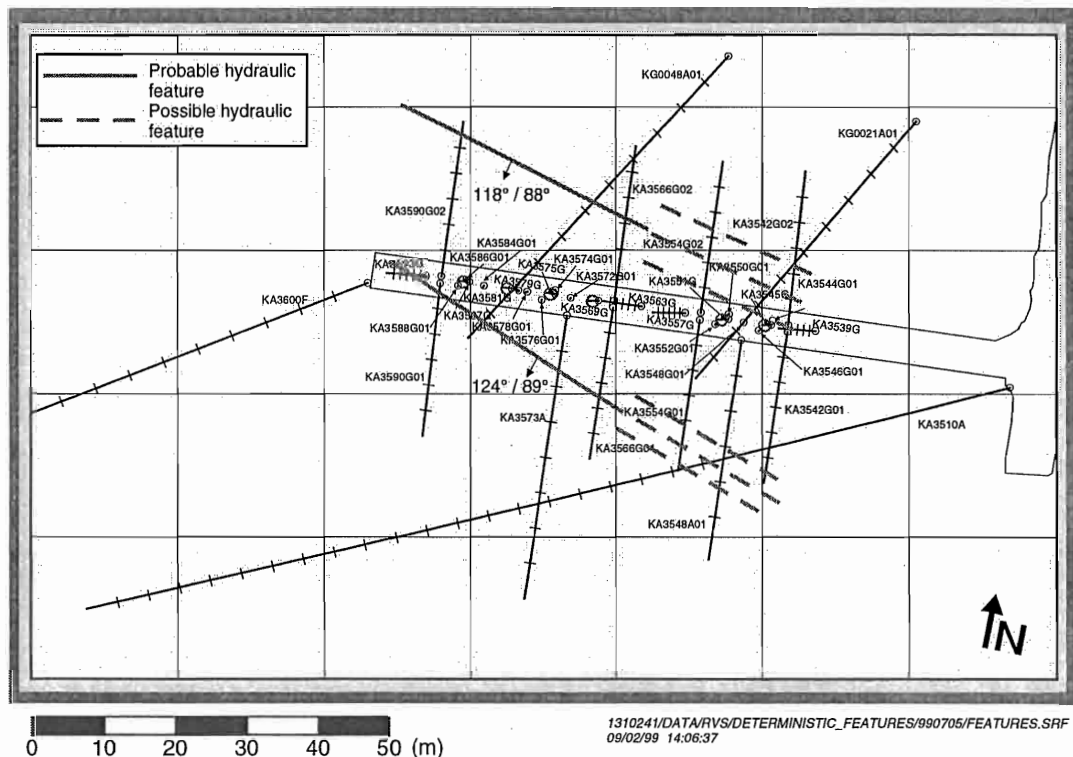 Probable hydraulic
feature
Possible hydraulic
feature
KG0048A01
KG0021A01
118° / 88°
KA3566G02
KA3590G02
KA3542G02
KA3554G02
KA3584G01
KA3586G01
KA3574G01
KA3575G
KA3550G01
KA3572G01
KA3544G01
KA3579G
KA3600F
KA3581G
KA3563G
KA3569G
KA3588G01
KA3578G01
KA3557G
KA3539G
KA3576G01
KA3552G01
KA3548G01
KA3546G01
KA3590G01
124° / 89°
KA3554G01
KA3542G01
KA3573A
KA3510A
KA3566G01
KA3548A01
N
1310241/DATA/RVS/DETERMINISTIC_FEATURES/990705/FEATURES.SRF
09/02/99 14:06:37
0 10 20 30 40 50 (m)